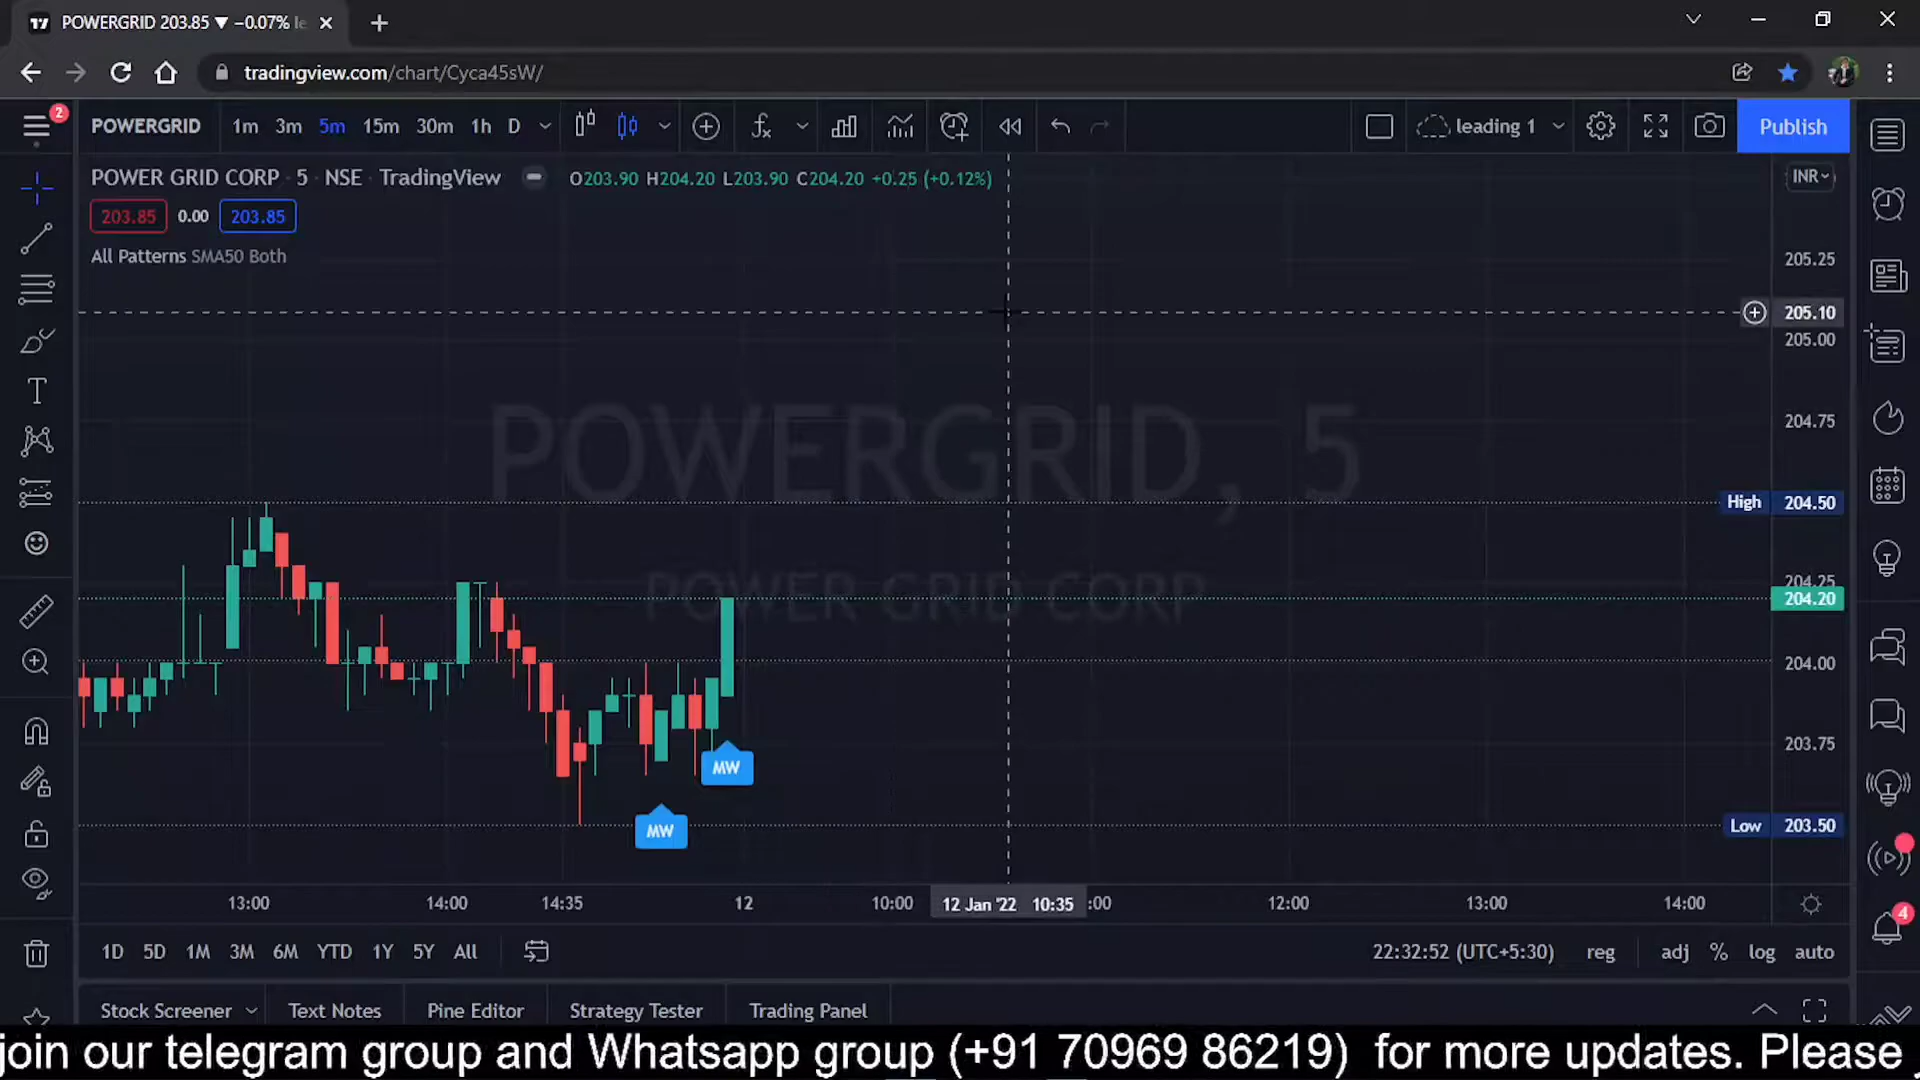 POWERGRID 203.85 ▼ −0.07%
tradingview.com/chart/Cyca45sW/
2
POWERGRID 1m 3m 5m 15m 30m 1h D leading 1 Publish
POWER GRID CORP · 5 · NSE · TradingView O203.90 H204.20 L203.90 C204.20 +0.25 (+0.12%) INR
203.85 0.00 203.85
All Patterns SMA50 Both
205.25
205.10
205.00
POWERGRID, 5
204.75
High 204.50
204.25
POWER GRID CORP
204.20
204.00
203.75
MW
MW
Low 203.50
13:00 14:00 14:35 12 10:00 12 Jan '22 10:35 :00 12:00 13:00 14:00
4
1D 5D 1M 3M 6M YTD 1Y 5Y All 22:32:52 (UTC+5:30) reg adj % log auto
Stock Screener Text Notes Pine Editor Strategy Tester Trading Panel
join our telegram group and Whatsapp group (+91 70969 86219) for more updates. Please